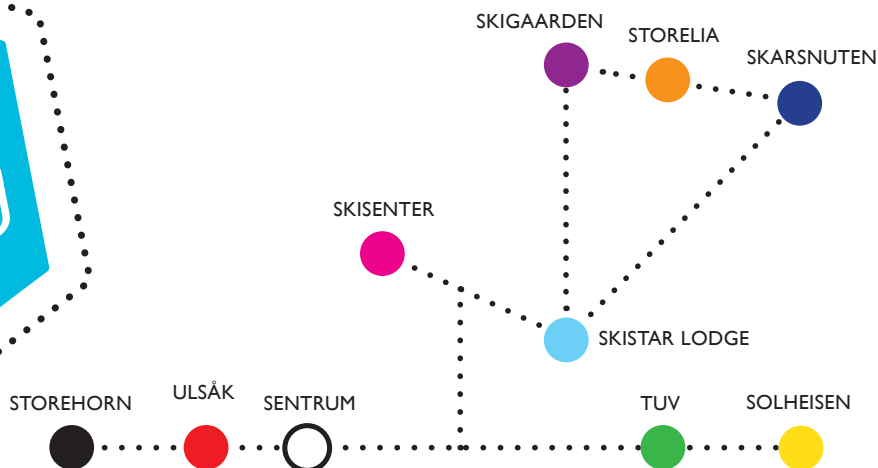 SKIGAARDEN
STORELIA
SKARSNUTEN
SKISENTER
SKISTAR LODGE
STOREHORN
ULSÅK
SENTRUM
TUV
SOLHEISEN